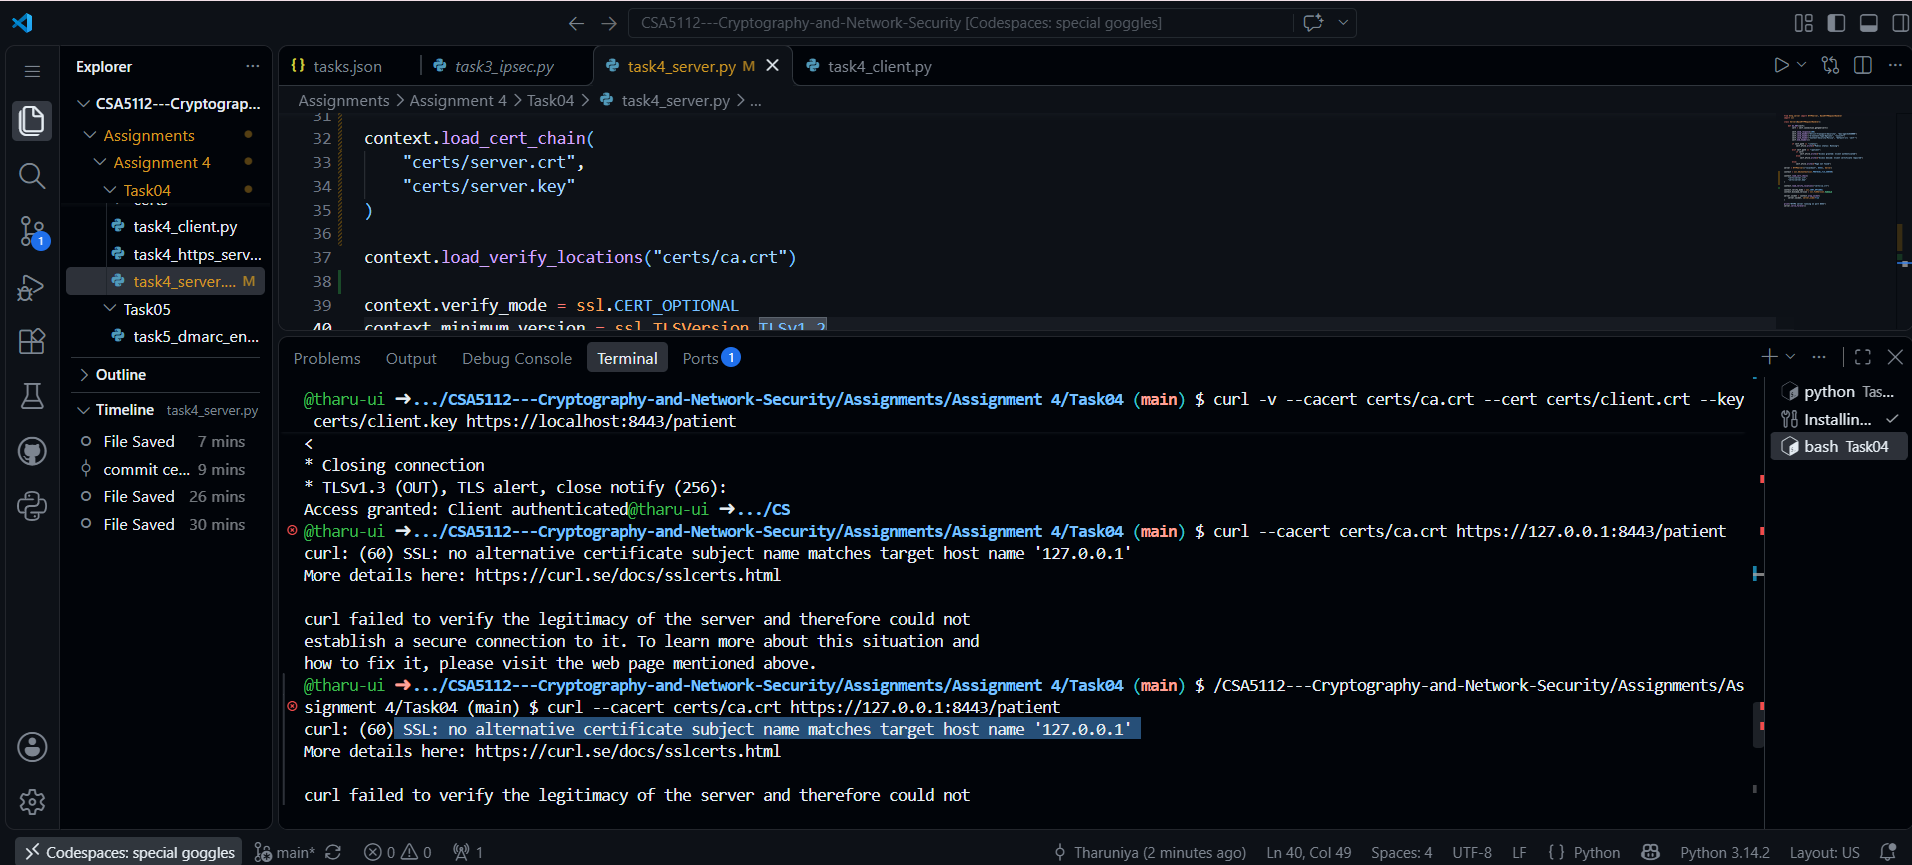 CSA5112---Cryptography-and-Network-Security [Codespaces: special goggles]
Explorer
CSA5112---Cryptograp...
Assignments
Assignment 4
Task04
certs
task4_client.py
task4_https_serv...
task4_server.... M
Task05
task5_dmarc_en...
Outline
Timeline task4_server.py
File Saved 7 mins
commit ce... 9 mins
File Saved 26 mins
File Saved 30 mins
1
{} tasks.json
task3_ipsec.py
task4_server.py M
task4_client.py
Assignments > Assignment 4 > Task04 > task4_server.py > ...
31
32 context.load_cert_chain(
33 "certs/server.crt",
34 "certs/server.key"
35 )
36
37 context.load_verify_locations("certs/ca.crt")
38
39 context.verify_mode = ssl.CERT_OPTIONAL
40 context.minimum_version = ssl.TLSVersion.TLSv1_2
Problems Output Debug Console Terminal Ports 1
@tharu-ui ➜.../CSA5112---Cryptography-and-Network-Security/Assignments/Assignment 4/Task04 (main) $ curl -v --cacert certs/ca.crt --cert certs/client.crt --key
certs/client.key https://localhost:8443/patient
<
* Closing connection
* TLSv1.3 (OUT), TLS alert, close notify (256):
Access granted: Client authenticated@tharu-ui ➜.../CS
@tharu-ui ➜.../CSA5112---Cryptography-and-Network-Security/Assignments/Assignment 4/Task04 (main) $ curl --cacert certs/ca.crt https://127.0.0.1:8443/patient
curl: (60) SSL: no alternative certificate subject name matches target host name '127.0.0.1'
More details here: https://curl.se/docs/sslcerts.html
curl failed to verify the legitimacy of the server and therefore could not
establish a secure connection to it. To learn more about this situation and
how to fix it, please visit the web page mentioned above.
@tharu-ui ➜.../CSA5112---Cryptography-and-Network-Security/Assignments/Assignment 4/Task04 (main) $ /CSA5112---Cryptography-and-Network-Security/Assignments/As
signment 4/Task04 (main) $ curl --cacert certs/ca.crt https://127.0.0.1:8443/patient
curl: (60) SSL: no alternative certificate subject name matches target host name '127.0.0.1'
More details here: https://curl.se/docs/sslcerts.html
curl failed to verify the legitimacy of the server and therefore could not
python Tas...
Installin...
bash Task04
Codespaces: special goggles main* 0 0 1 Tharuniya (2 minutes ago) Ln 40, Col 49 Spaces: 4 UTF-8 LF {} Python Python 3.14.2 Layout: US